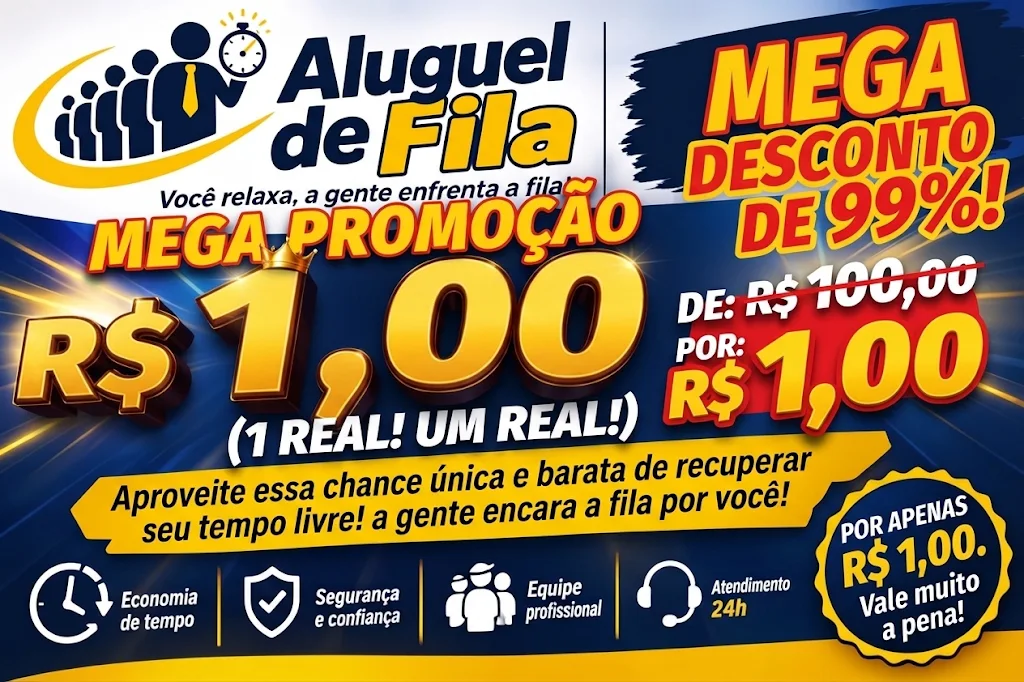 Aluguel
de Fila
Você relaxa, a gente enfrenta a fila!
MEGA
DESCONTO
DE 99%!
MEGA PROMOÇÃO
R$ 1,00
(1 REAL! UM REAL!)
DE: R$ 100,00
POR:
R$ 1,00
Aproveite essa chance única e barata de recuperar
seu tempo livre! a gente encara a fila por você!
Economia
de tempo
Segurança
e confiança
Equipe
profissional
Atendimento
24h
POR APENAS
R$ 1,00.
Vale muito
a pena!